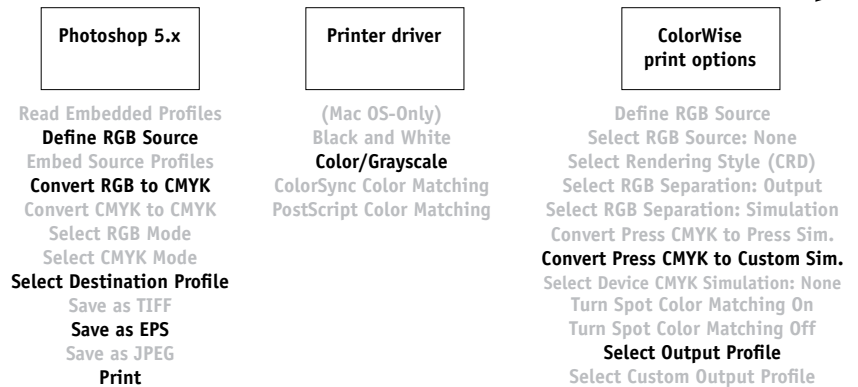 Photoshop 5.x
Read Embedded Profiles
Define RGB Source
Embed Source Profiles
Convert RGB to CMYK
Convert CMYK to CMYK
Select RGB Mode
Select CMYK Mode
Select Destination Profile
Save as TIFF
Save as EPS
Save as JPEG
Print
Printer driver
(Mac OS-Only)
Black and White
Color/Grayscale
ColorSync Color Matching
PostScript Color Matching
ColorWise
print options
Define RGB Source
Select RGB Source: None
Select Rendering Style (CRD)
Select RGB Separation: Output
Select RGB Separation: Simulation
Convert Press CMYK to Press Sim.
Convert Press CMYK to Custom Sim.
Select Device CMYK Simulation: None
Turn Spot Color Matching On
Turn Spot Color Matching Off
Select Output Profile
Select Custom Output Profile